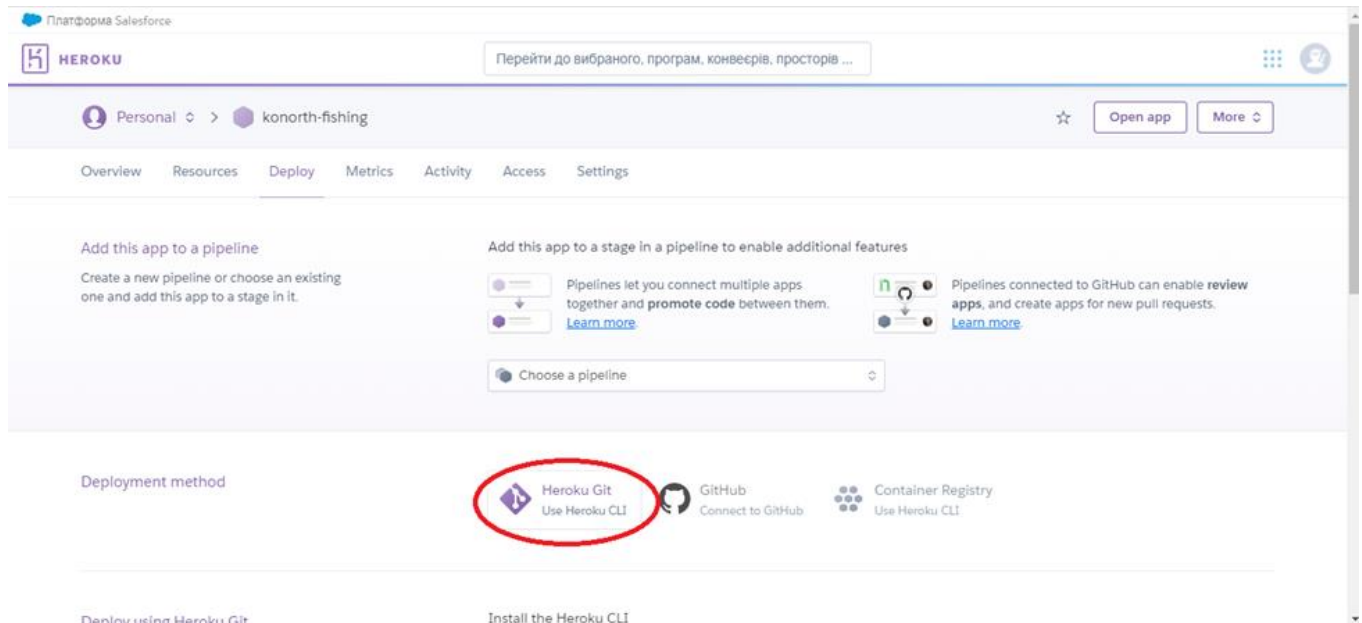 Платформа Salesforce
HEROKU
Перейти до вибраного, програм, конвеєрів, просторів ...
Personal > konorth-fishing
Open app
More
Overview Resources Deploy Metrics Activity Access Settings
Add this app to a pipeline
Create a new pipeline or choose an existing
one and add this app to a stage in it.
Add this app to a stage in a pipeline to enable additional features
Pipelines let you connect multiple apps
together and promote code between them.
Learn more.
Pipelines connected to GitHub can enable review
apps, and create apps for new pull requests.
Learn more.
Choose a pipeline
Deployment method
Heroku Git
Use Heroku CLI
GitHub
Connect to GitHub
Container Registry
Use Heroku CLI
Deploy using Heroku Git
Install the Heroku CLI